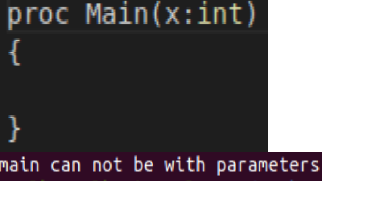 proc Main(x:int)
{
}
main can not be with parameters